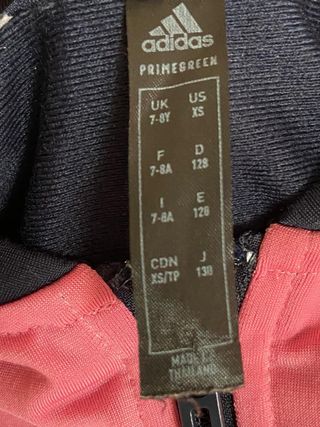 adidas
PRIMEGREEN
UK US
7-8Y XS
F D
7-8A 128
I E
7-8A 128
CDN J
XS/TP 130
MADE IN
THAILAND